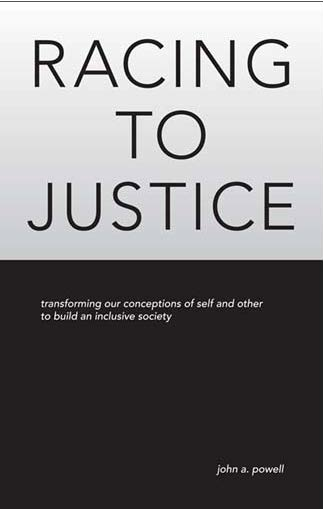 RACING
TO
JUSTICE
transforming our conceptions of self and other
to build an inclusive society
john a. powell